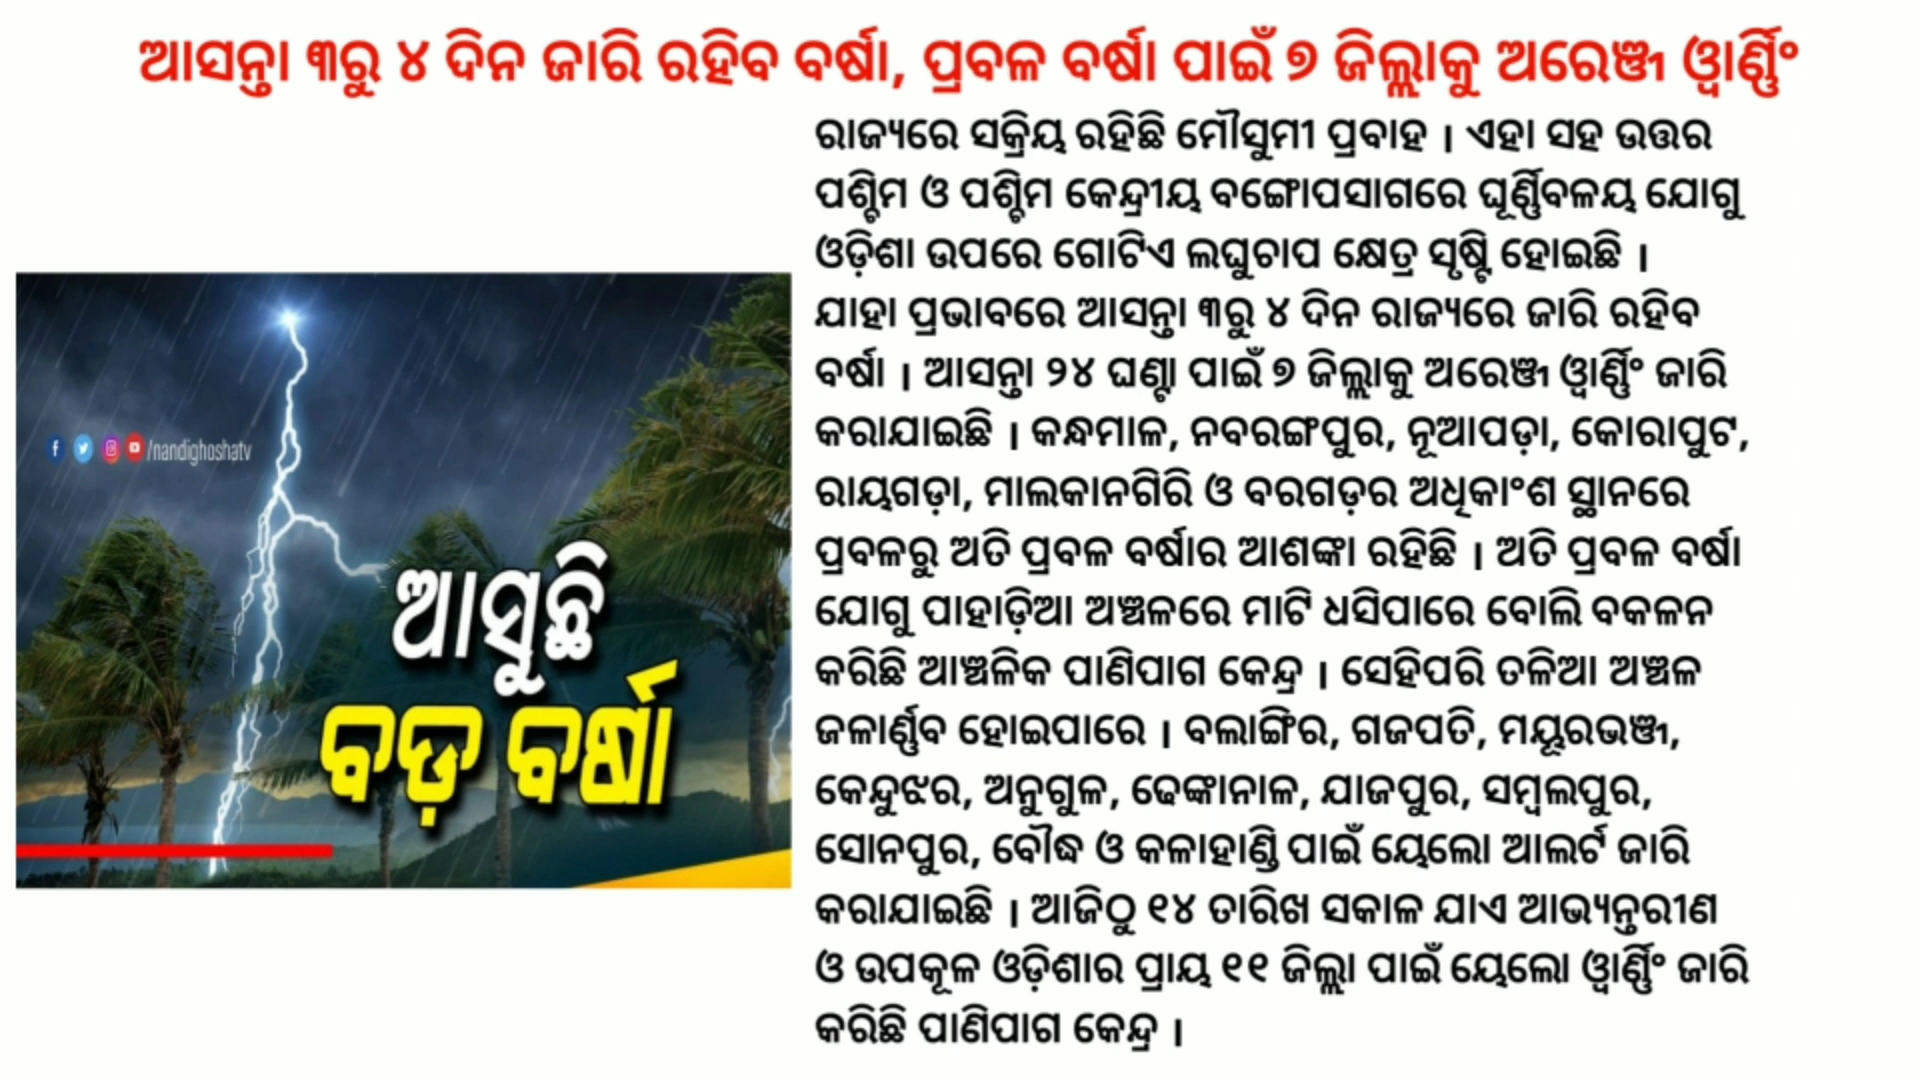 ଆସନ୍ତା ୩ରୁ ୪ ଦିନ ଜାରି ରହିବ ବର୍ଷା, ପ୍ରବଳ ବର୍ଷା ପାଇଁ ୭ ଜିଲ୍ଲାକୁ ଅରେଞ୍ଜ ୱାର୍ଣ୍ଣିଂ
ରାଜ୍ୟରେ ସକ୍ରିୟ ରହିଛି ମୌସୁମୀ ପ୍ରବାହ । ଏହା ସହ ଉତ୍ତର
ପଶ୍ଚିମ ଓ ପଶ୍ଚିମ କେନ୍ଦ୍ରୀୟ ବଙ୍ଗୋପସାଗରେ ଘୂର୍ଣ୍ଣିବଳୟ ଯୋଗୁ
ଓଡ଼ିଶା ଉପରେ ଗୋଟିଏ ଲଘୁଚାପ କ୍ଷେତ୍ର ସୃଷ୍ଟି ହୋଇଛି ।
ଯାହା ପ୍ରଭାବରେ ଆସନ୍ତା ୩ରୁ ୪ ଦିନ ରାଜ୍ୟରେ ଜାରି ରହିବ
ବର୍ଷା । ଆସନ୍ତା ୨୪ ଘଣ୍ଟା ପାଇଁ ୭ ଜିଲ୍ଲାକୁ ଅରେଞ୍ଜ ୱାର୍ଣ୍ଣିଂ ଜାରି
କରାଯାଇଛି । କନ୍ଧମାଳ, ନବରଙ୍ଗପୁର, ନୂଆପଡ଼ା, କୋରାପୁଟ,
ରାୟଗଡ଼ା, ମାଲକାନଗିରି ଓ ବରଗଡ଼ର ଅଧିକାଂଶ ସ୍ଥାନରେ
ପ୍ରବଳରୁ ଅତି ପ୍ରବଳ ବର୍ଷାର ଆଶଙ୍କା ରହିଛି । ଅତି ପ୍ରବଳ ବର୍ଷା
ଯୋଗୁ ପାହାଡ଼ିଆ ଅଞ୍ଚଳରେ ମାଟି ଧସିପାରେ ବୋଲି ବକଳନ
କରିଛି ଆଞ୍ଚଳିକ ପାଣିପାଗ କେନ୍ଦ୍ର । ସେହିପରି ତଳିଆ ଅଞ୍ଚଳ
ଜଳାର୍ଣ୍ଣବ ହୋଇପାରେ । ବଲାଙ୍ଗିର, ଗଜପତି, ମୟୂରଭଞ୍ଜ,
କେନ୍ଦୁଝର, ଅନୁଗୁଳ, ଢେଙ୍କାନାଳ, ଯାଜପୁର, ସମ୍ବଲପୁର,
ସୋନପୁର, ବୌଦ୍ଧ ଓ କଳାହାଣ୍ଡି ପାଇଁ ୟେଲୋ ଆଲର୍ଟ ଜାରି
କରାଯାଇଛି । ଆଜିଠୁ ୧୪ ତାରିଖ ସକାଳ ଯାଏ ଆଭ୍ୟନ୍ତରୀଣ
ଓ ଉପକୂଳ ଓଡ଼ିଶାର ପ୍ରାୟ ୧୧ ଜିଲ୍ଲା ପାଇଁ ୟେଲୋ ୱାର୍ଣ୍ଣିଂ ଜାରି
କରିଛି ପାଣିପାଗ କେନ୍ଦ୍ର ।
/nandighoshatv
ଆସୁଛି
ବଡ଼ ବର୍ଷା